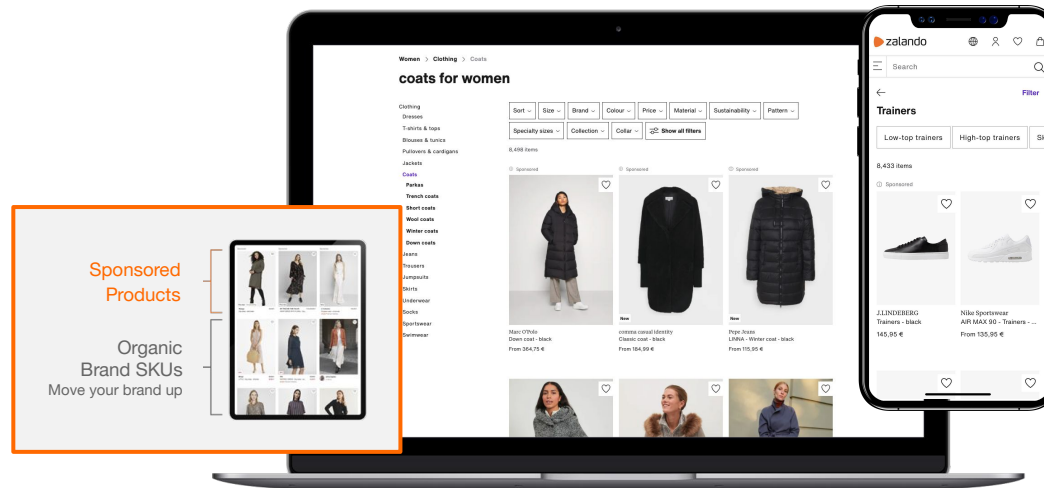 Women > Clothing > Coats
coats for women
Clothing
Dresses
T-shirts & tops
Blouses & tunics
Pullovers & cardigans
Jackets
Coats
Parkas
Trench coats
Short coats
Wool coats
Winter coats
Down coats
Jeans
Trousers
Jumpsuits
Skirts
Underwear
Socks
Sportswear
Swimwear
Sort Size Brand Colour Price Material Sustainability Pattern
Specialty sizes Collection Collar Show all filters
8,498 items
Sponsored Sponsored Sponsored
New New
Marc O'Polo comma casual identity Pepe Jeans
Down coat - black Classic coat - black LINNA - Winter coat - black
From 364,75 € From 184,99 € From 115,95 €
zalando
Search
Filter
Trainers
Low-top trainers High-top trainers
8,433 items
Sponsored
J.LINDEBERG Nike Sportswear
Trainers - black AIR MAX 90 - Trainers - ...
145,95 € From 135,95 €
Sponsored
Products
Organic
Brand SKUs
Move your brand up